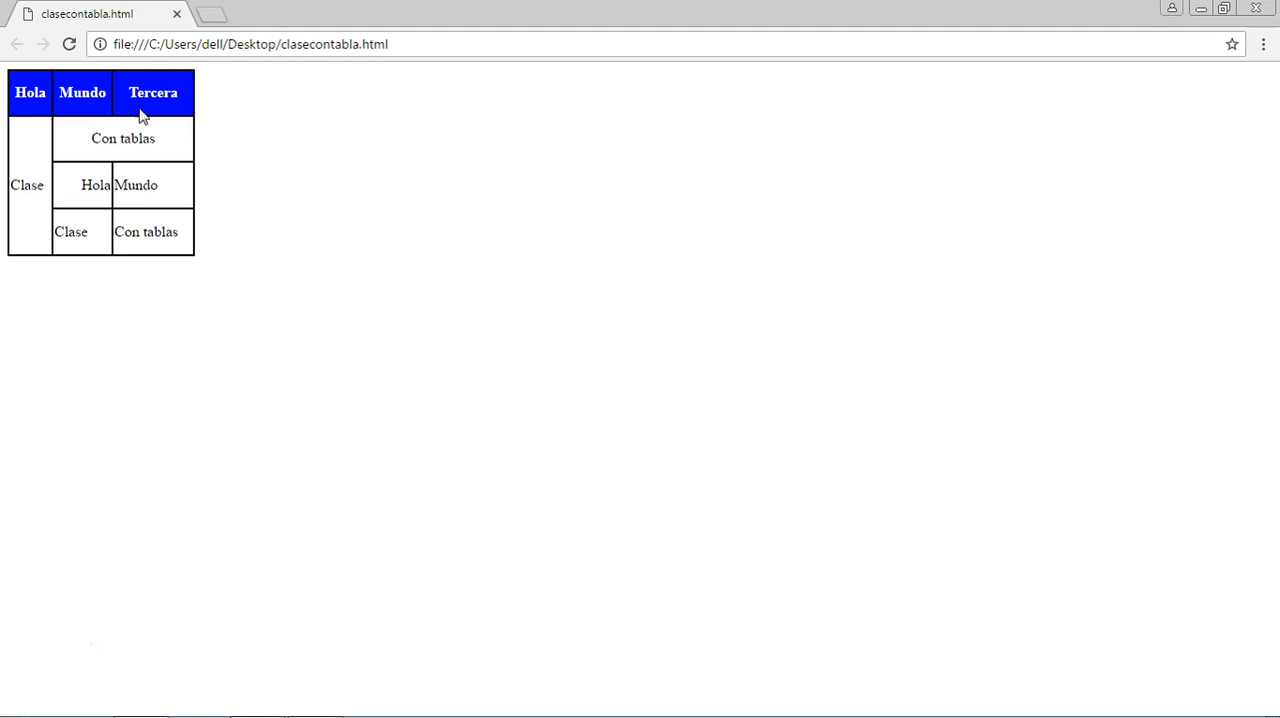 clasecontabla.html
file:///C:/Users/dell/Desktop/clasecontabla.html
Hola Mundo Tercera
Con tablas
Clase Hola Mundo
Clase Con tablas